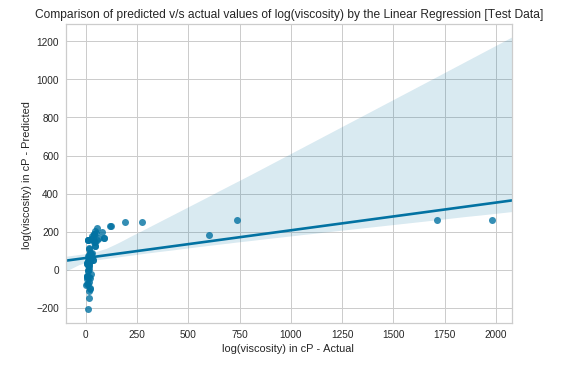 Comparison of predicted v/s actual values of log(viscosity) by the Linear Regression [Test Data]
log(viscosity) in cP - Predicted
1200
1000
800
600
400
200
0
−200
0 250 500 750 1000 1250 1500 1750 2000
log(viscosity) in cP - Actual